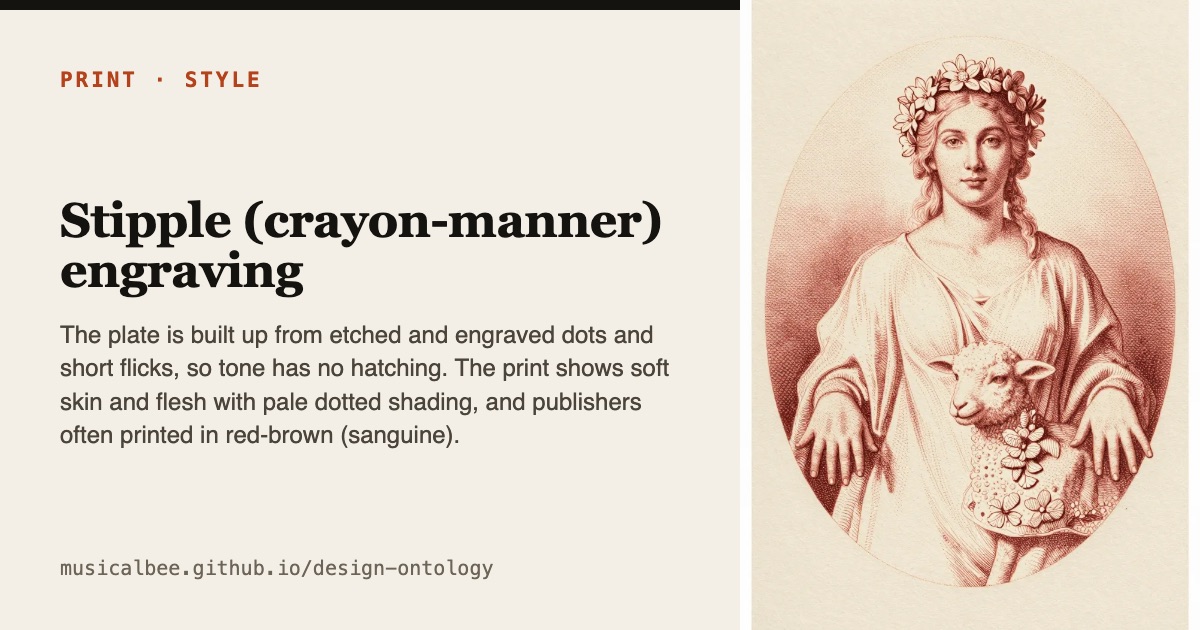 PRINT · STYLE
Stipple (crayon-manner)
engraving
The plate is built up from etched and engraved dots and
short flicks, so tone has no hatching. The print shows soft
skin and flesh with pale dotted shading, and publishers
often printed in red-brown (sanguine).
musicalbee.github.io/design-ontology